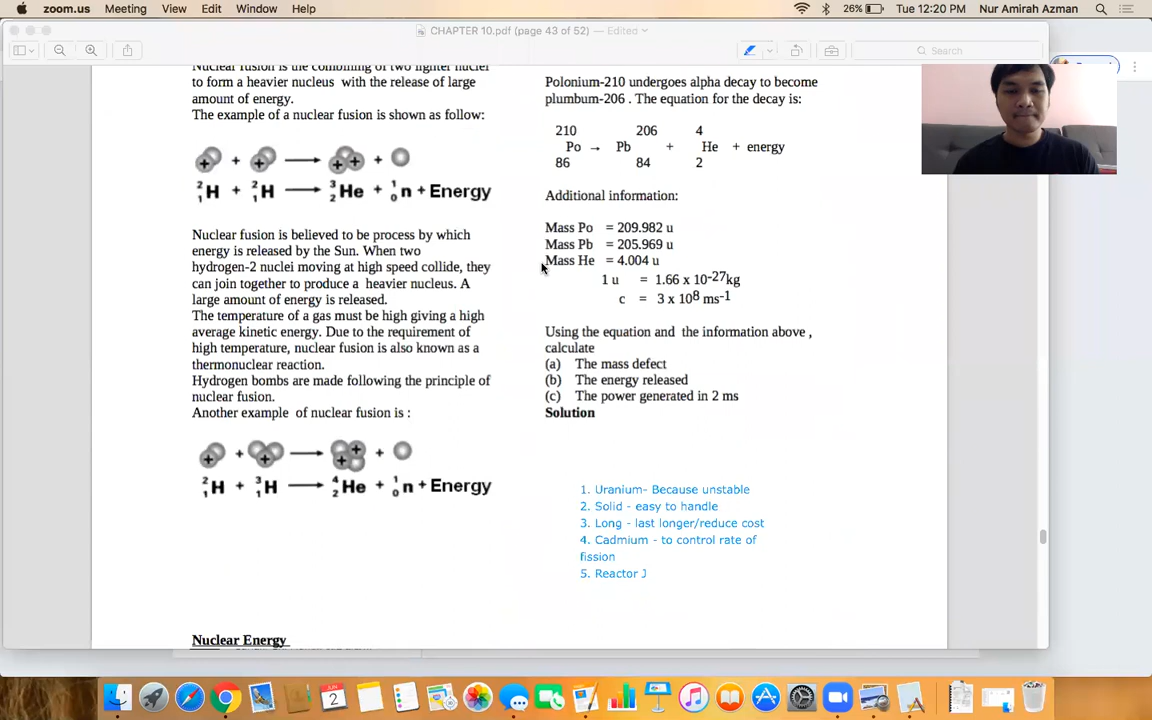 zoom.us Meeting View Edit Window Help
26% Tue 12:20 PM Nur Amirah Azman
CHAPTER 10.pdf (page 43 of 52) — Edited
Search
Nuclear fusion is the combining of two lighter nuclei
to form a heavier nucleus with the release of large
amount of energy.
The example of a nuclear fusion is shown as follow:
2 1 H + 2 1 H → 3 2 He + 1 0 n + Energy
Nuclear fusion is believed to be process by which
energy is released by the Sun. When two
hydrogen-2 nuclei moving at high speed collide, they
can join together to produce a heavier nucleus. A
large amount of energy is released.
The temperature of a gas must be high giving a high
average kinetic energy. Due to the requirement of
high temperature, nuclear fusion is also known as a
thermonuclear reaction.
Hydrogen bombs are made following the principle of
nuclear fusion.
Another example of nuclear fusion is :
2 1 H + 3 1 H → 4 2 He + 1 0 n + Energy
Nuclear Energy
Polonium-210 undergoes alpha decay to become
plumbum-206 . The equation for the decay is:
210 206 4
Po → Pb + He + energy
86 84 2
Additional information:
Mass Po = 209.982 u
Mass Pb = 205.969 u
Mass He = 4.004 u
1 u = 1.66 x 10-27kg
c = 3 x 108 ms-1
Using the equation and the information above ,
calculate
(a) The mass defect
(b) The energy released
(c) The power generated in 2 ms
Solution
1. Uranium- Because unstable
2. Solid - easy to handle
3. Long - last longer/reduce cost
4. Cadmium - to control rate of
fission
5. Reactor J
JUN
2